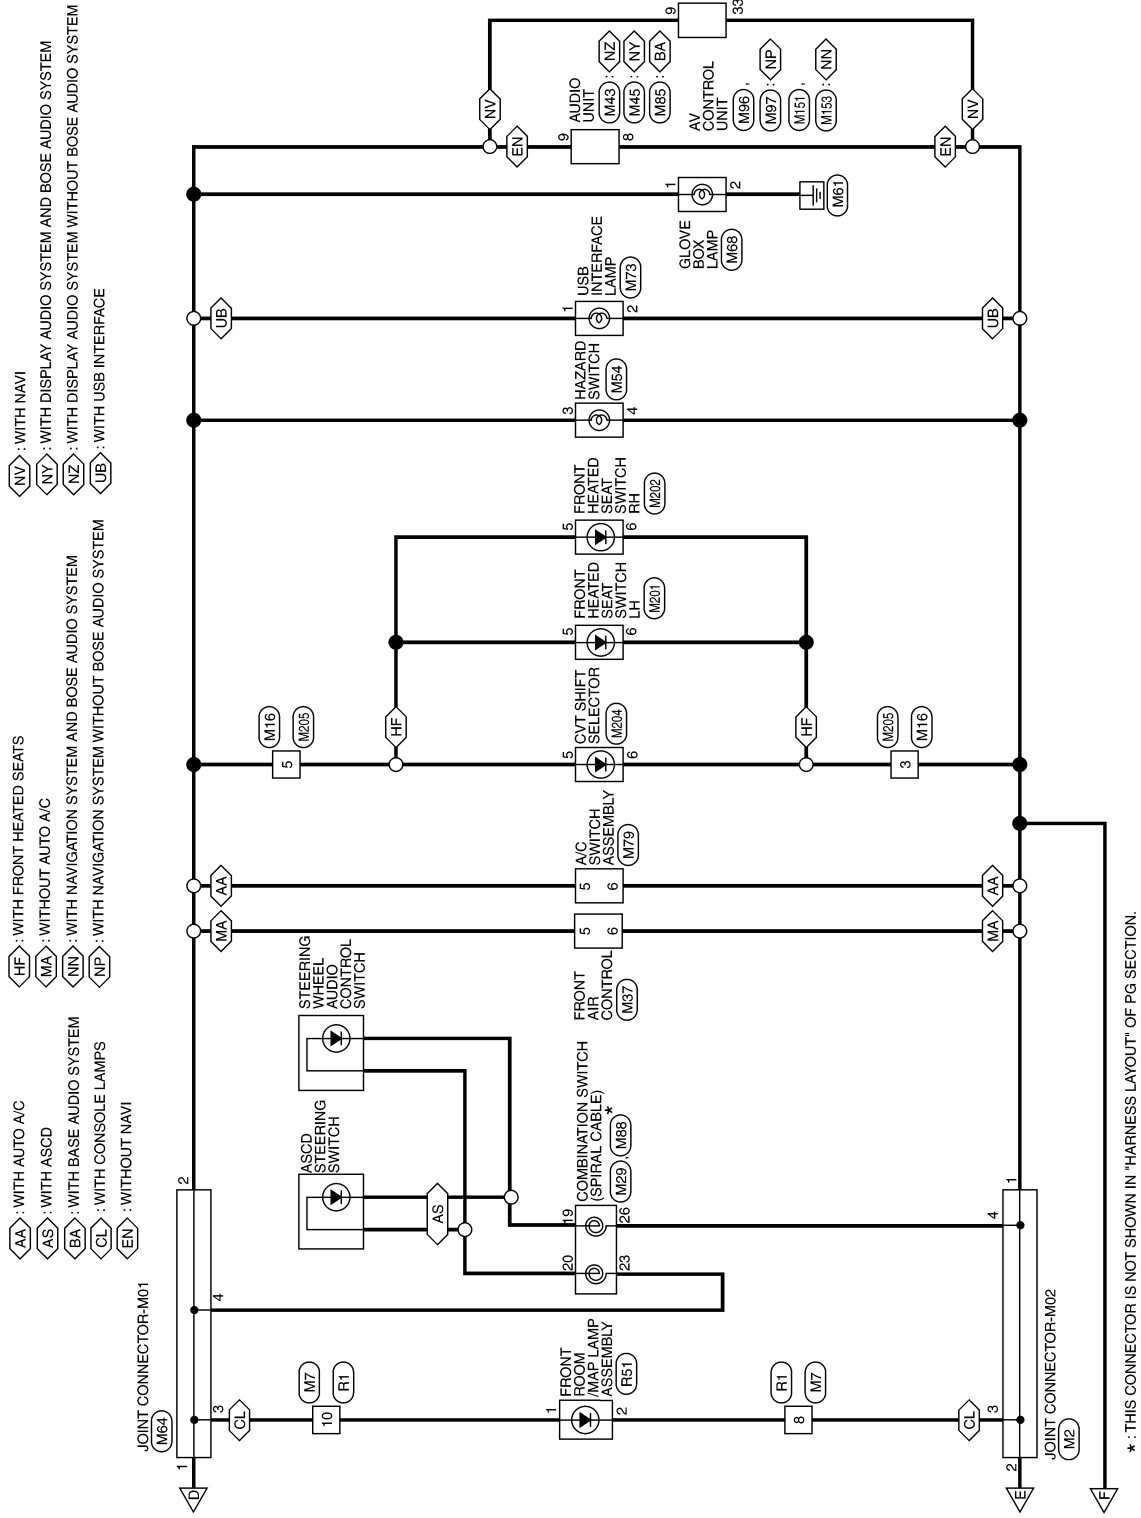 AA : WITH AUTO A/C
AS : WITH ASCD
BA : WITH BASE AUDIO SYSTEM
CL : WITH CONSOLE LAMPS
EN : WITHOUT NAVI
HF : WITH FRONT HEATED SEATS
MA : WITHOUT AUTO A/C
NN : WITH NAVIGATION SYSTEM AND BOSE AUDIO SYSTEM
NP : WITH NAVIGATION SYSTEM WITHOUT BOSE AUDIO SYSTEM
NV : WITH NAVI
NY : WITH DISPLAY AUDIO SYSTEM AND BOSE AUDIO SYSTEM
NZ : WITH DISPLAY AUDIO SYSTEM WITHOUT BOSE AUDIO SYSTEM
UB : WITH USB INTERFACE
JOINT CONNECTOR-M01
M64
D
1
2
3
4
CL
M7
R1
10
1
FRONT
ROOM
/MAP LAMP
ASSEMBLY
R51
2
R1
M7
8
CL
3
ASCD
STEERING
SWITCH
AS
STEERING
WHEEL
AUDIO
CONTROL
SWITCH
COMBINATION SWITCH
(SPIRAL CABLE)
M29 , M88 *
20
19
23
26
MA
FRONT
AIR
CONTROL
M37
5
6
MA
AA
A/C
SWITCH
ASSEMBLY
M79
5
6
AA
M16
M205
5
CVT SHIFT
SELECTOR
M204
5
6
M205
M16
3
HF
HF
FRONT
HEATED
SEAT
SWITCH
LH
M201
5
6
FRONT
HEATED
SEAT
SWITCH
RH
M202
5
6
HAZARD
SWITCH
M54
3
4
UB
USB
INTERFACE
LAMP
M73
1
2
UB
GLOVE
BOX
LAMP
M68
1
2
M61
NV
EN
AUDIO
UNIT
M43 : NZ
M45 : NY
M85 : BA
9
8
EN
NV
AV
CONTROL
UNIT
M96 ,
M97 : NP
M151 ,
M153 : NN
9
33
JOINT CONNECTOR-M02
M2
E
2
1
4
F
* : THIS CONNECTOR IS NOT SHOWN IN "HARNESS LAYOUT" OF PG SECTION.